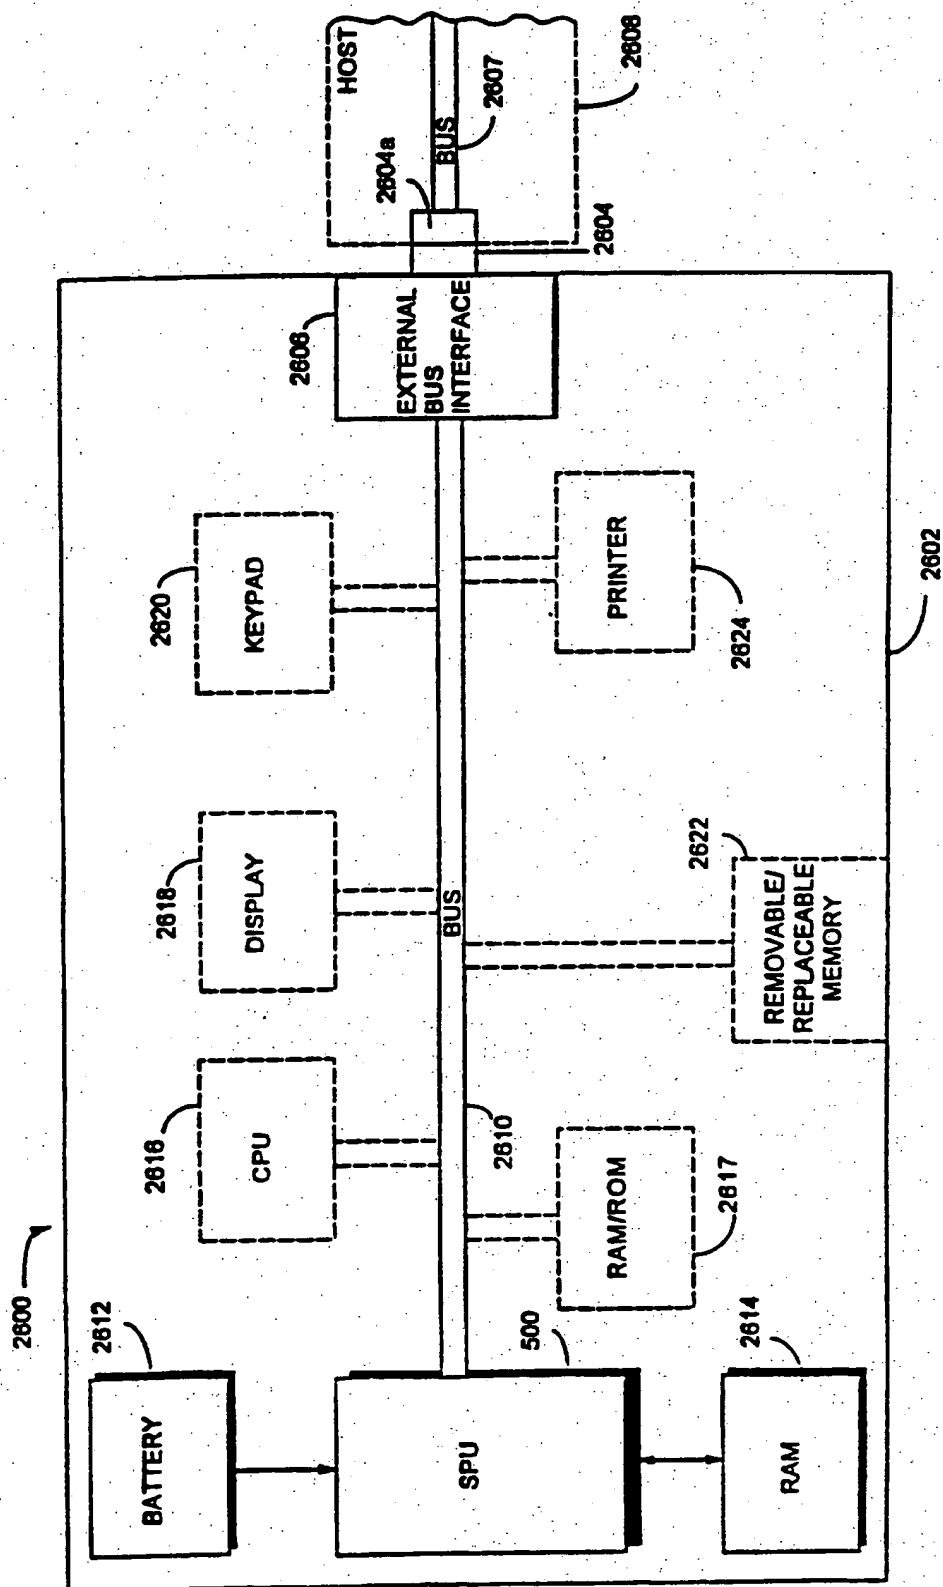 2600
BATTERY
2612
SPU
500
RAM
2614
CPU
2616
DISPLAY
2618
KEYPAD
2620
BUS
2610
RAM/ROM
2617
REMOVABLE/
REPLACEABLE
MEMORY
2622
PRINTER
2624
EXTERNAL
BUS
INTERFACE
2606
HOST
BUS
2607
2604a
2604
2608
2602